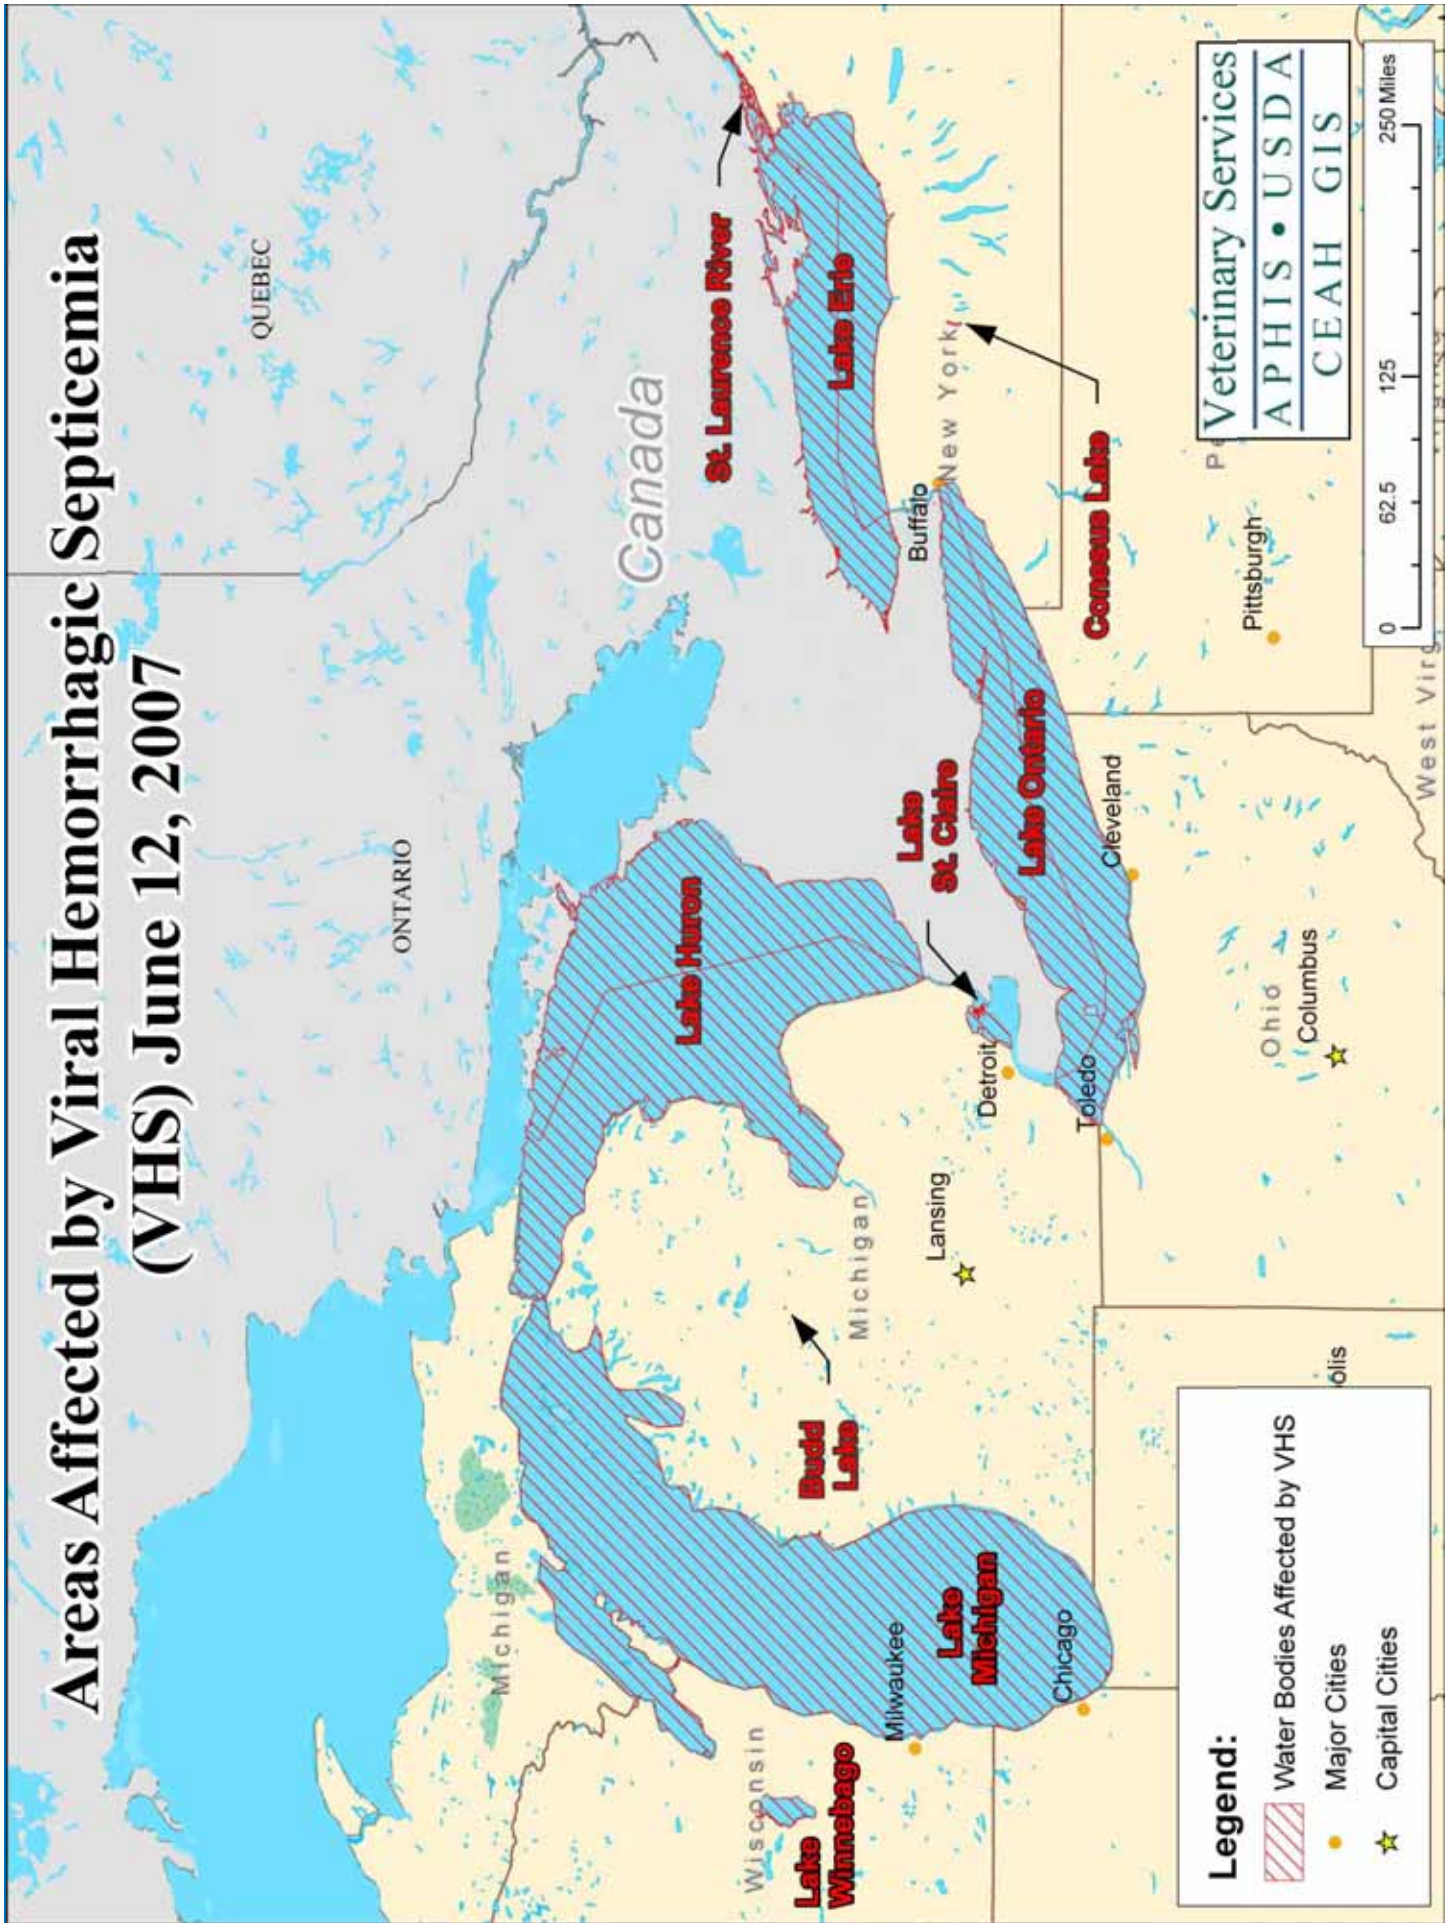 Areas Affected by Viral Hemorrhagic Septicemia
(VHS) June 12, 2007
QUEBEC
ONTARIO
Canada
Michigan
St. Laurence River
Lake Huron
Lake Erie
Wisconsin
Lake
Winnebago
Budd
Lake
Michigan
Milwaukee
Lake
Michigan
Lansing
Lake
St. Claire
Buffalo
New York
Detroit
Lake Ontario
Chicago
Toledo
Cleveland
Conesus Lake
Pittsburgh
Ohio
Columbus
Pe
West Virg
olis
Legend:
Water Bodies Affected by VHS
Major Cities
Capital Cities
Veterinary Services
APHIS • USDA
CEAH GIS
0 62.5 125 250 Miles